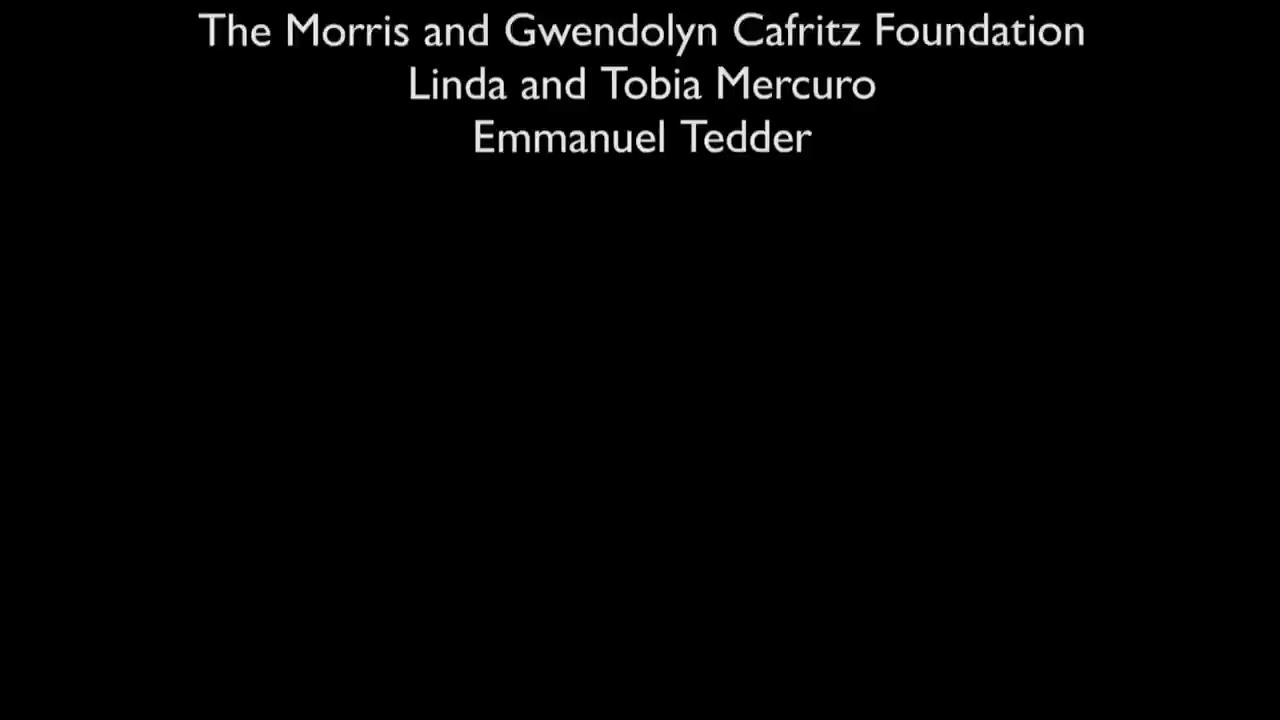 The Morris and Gwendolyn Cafritz Foundation
Linda and Tobia Mercuro
Emmanuel Tedder